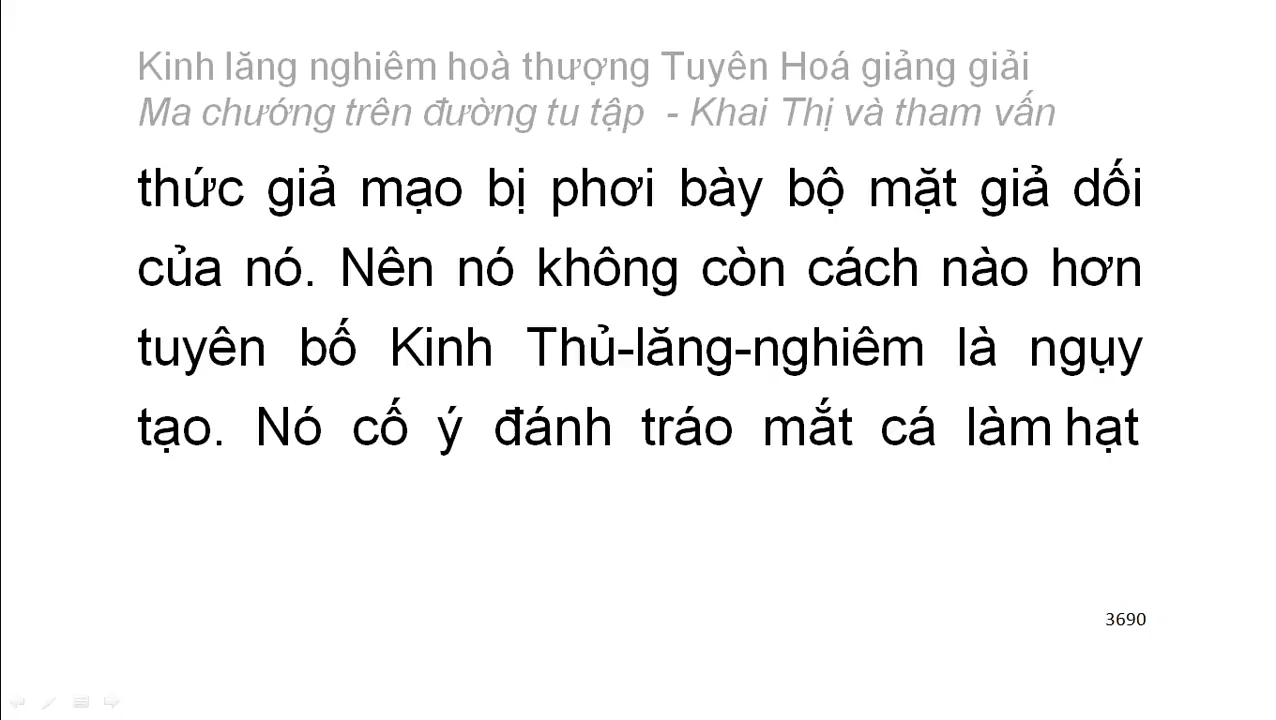 Kinh lăng nghiêm hoà thượng Tuyên Hoá giảng giải
Ma chướng trên đường tu tập - Khai Thị và tham vấn
thức giả mạo bị phơi bày bộ mặt giả dối
của nó. Nên nó không còn cách nào hơn
tuyên bố Kinh Thủ-lăng-nghiêm là ngụy
tạo. Nó cố ý đánh tráo mắt cá làm hạt
3690